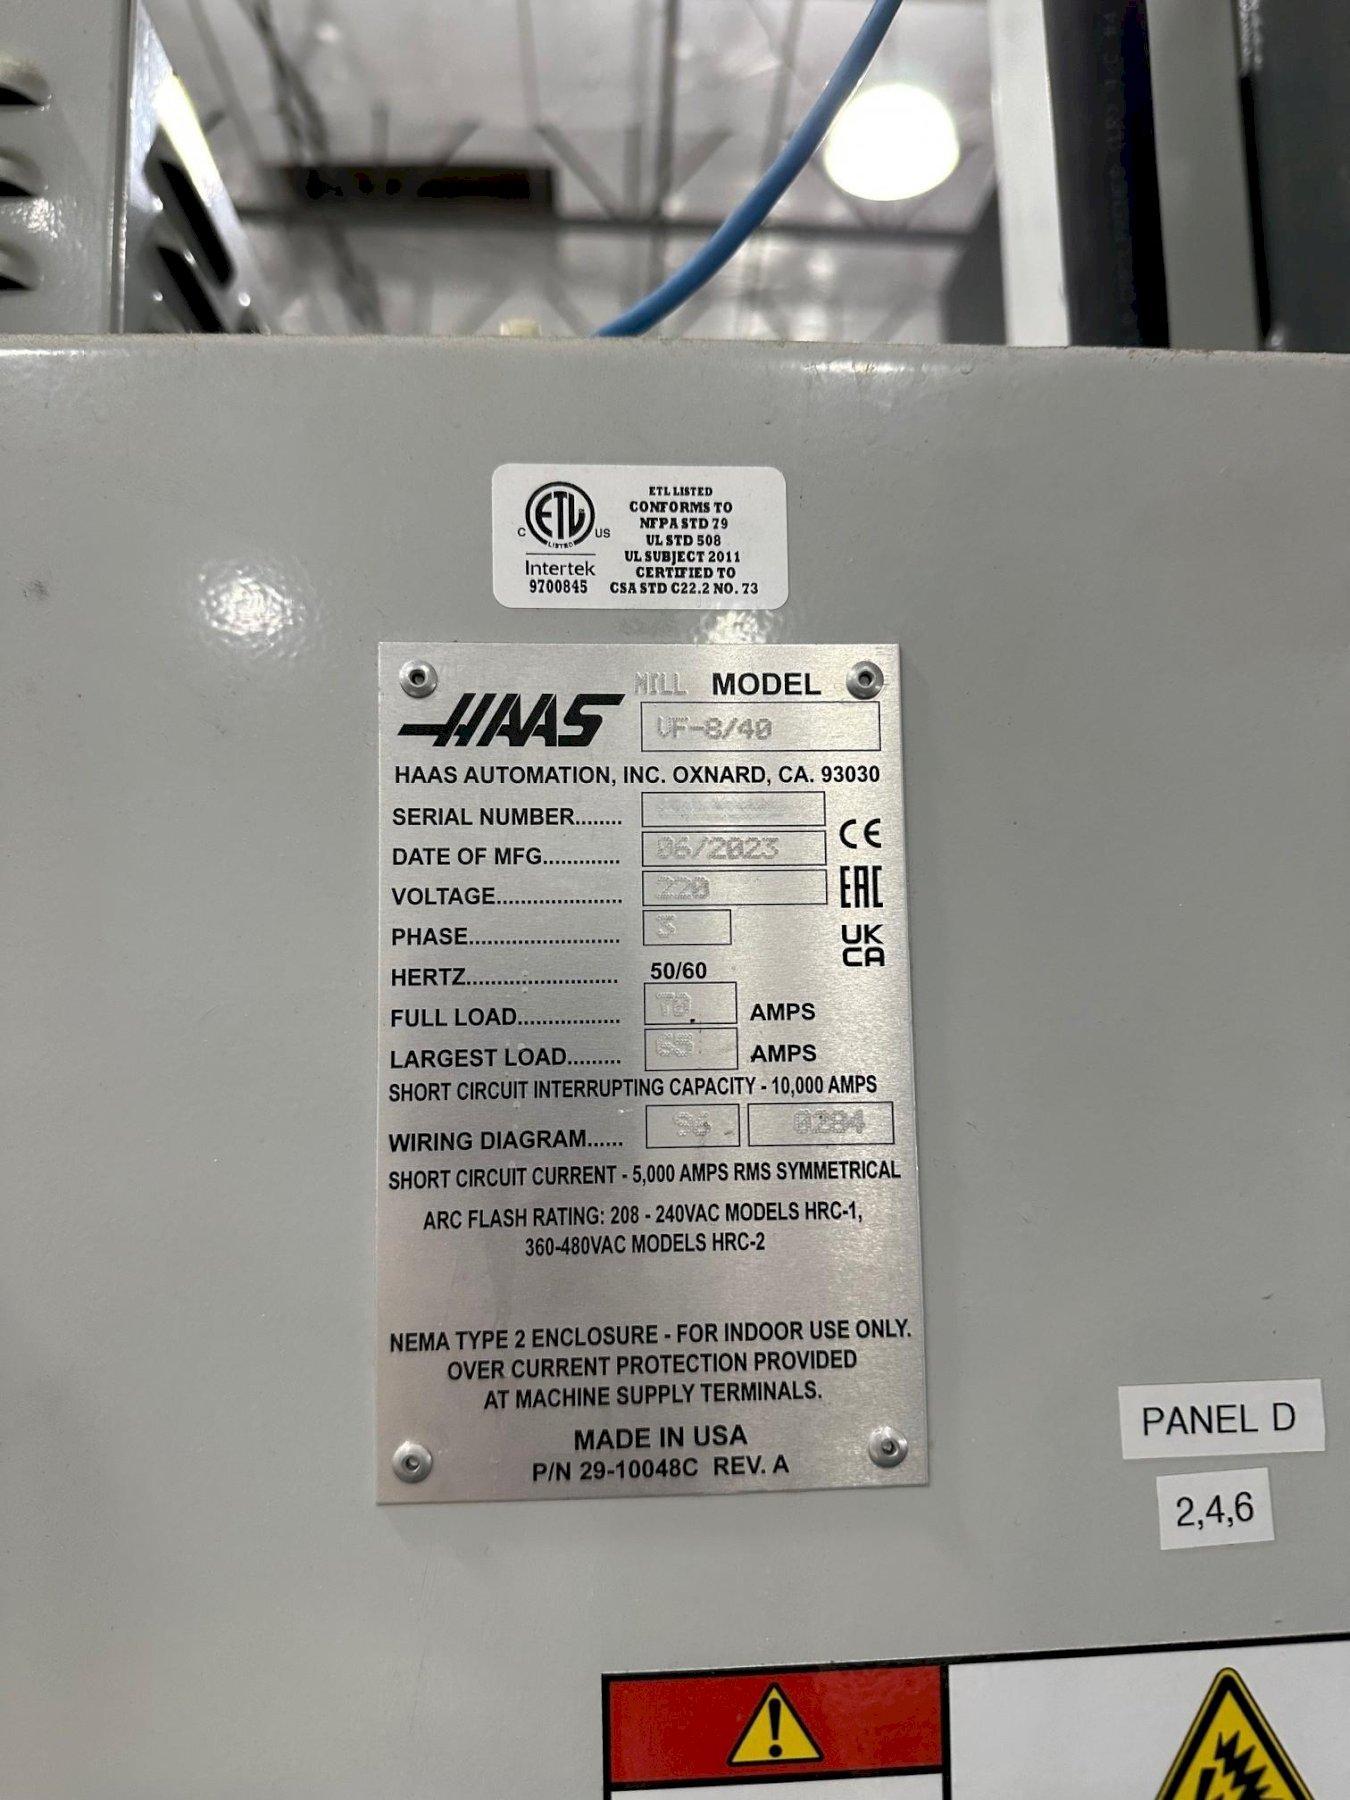 ETL LISTED
CONFORMS TO
NFPA STD 79
UL STD 508
UL SUBJECT 2011
CERTIFIED TO
CSA STD C22.2 NO. 73
C ETL US
LISTED
Intertek
9700845
HAAS
MILL MODEL
VF-8/40
HAAS AUTOMATION, INC. OXNARD, CA. 93030
SERIAL NUMBER........
DATE OF MFG............. 06/2023
VOLTAGE..................... 220
PHASE......................... 3
HERTZ......................... 50/60
FULL LOAD................. 70 AMPS
LARGEST LOAD......... 65 AMPS
SHORT CIRCUIT INTERRUPTING CAPACITY - 10,000 AMPS
WIRING DIAGRAM...... 0284
SHORT CIRCUIT CURRENT - 5,000 AMPS RMS SYMMETRICAL
ARC FLASH RATING: 208 - 240VAC MODELS HRC-1,
360-480VAC MODELS HRC-2
NEMA TYPE 2 ENCLOSURE - FOR INDOOR USE ONLY.
OVER CURRENT PROTECTION PROVIDED
AT MACHINE SUPPLY TERMINALS.
MADE IN USA
P/N 29-10048C REV. A
CE
EAC
UK
CA
PANEL D
2,4,6